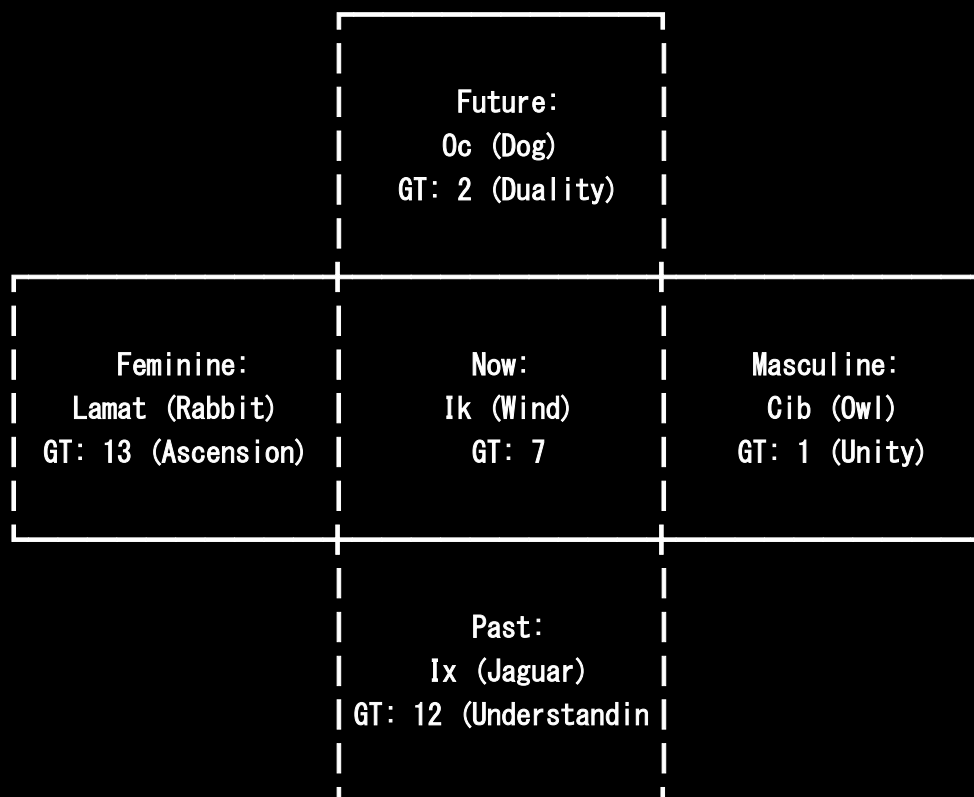 Future:
Oc (Dog)
GT: 2 (Duality)
Feminine:
Lamat (Rabbit)
GT: 13 (Ascension)
Now:
Ik (Wind)
GT: 7
Masculine:
Cib (Owl)
GT: 1 (Unity)
Past:
Ix (Jaguar)
GT: 12 (Understandin